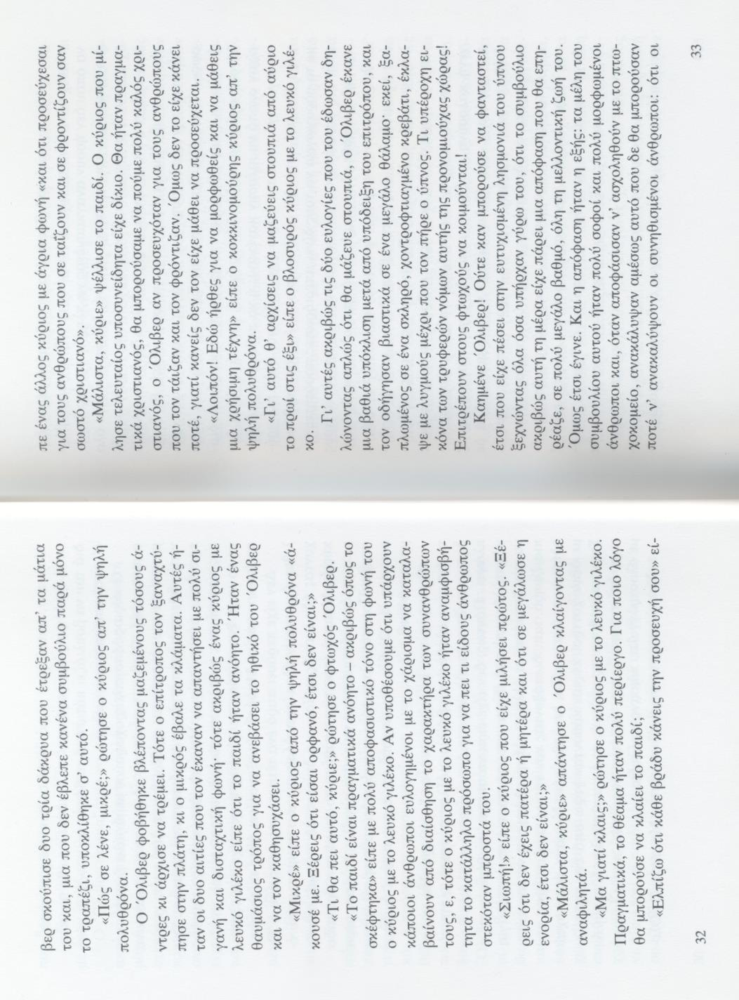 βερ σκούπισε δυο τρία δάκρυα που έτρεξαν απ' τα μάτια
του και, μια που δεν έβλεπε κανένα συμβούλιο παρά μόνο
το τραπέζι, υποκλίθηκε σ' αυτό.
«Πώς σε λένε, μικρέ;» ρώτησε ο κύριος απ' την ψηλή
πολυθρόνα.
Ο Όλιβερ φοβήθηκε βλέποντας μαζεμένους τόσους ά-
ντρες κι άρχισε να τρέμει. Τότε ο επίτροπος τον ξαναχτύ-
πησε στην πλάτη, κι ο μικρός έβαλε τα κλάματα. Αυτές ή-
ταν οι δυο αιτίες που τον έκαναν να απαντήσει με πολύ σι-
γανή και διστακτική φωνή· τότε ακριβώς ένας κύριος με
λευκό γιλέκο είπε ότι το παιδί ήταν ανόητο. Ήταν ένας
θαυμάσιος τρόπος για να ανεβάσει το ηθικό του Όλιβερ
και να τον καθησυχάσει.
«Μικρέ» είπε ο κύριος από την ψηλή πολυθρόνα «ά-
κουσέ με. Ξέρεις ότι είσαι ορφανό, έτσι δεν είναι;»
«Τι θα πει αυτό, κύριε;» ρώτησε ο φτωχός Όλιβερ.
«Το παιδί είναι πραγματικά ανόητο – ακριβώς όπως το
σκέφτηκα» είπε με πολύ αποφασιστικό τόνο στη φωνή του
ο κύριος με το λευκό γιλέκο. Αν υποθέσουμε ότι υπάρχουν
κάποιοι άνθρωποι ευλογημένοι με το χάρισμα να καταλα-
βαίνουν από διαίσθηση το χαρακτήρα των συνανθρώπων
τους, ε, τότε ο κύριος με το λευκό γιλέκο ήταν αναμφισβή-
τητα το κατάλληλο πρόσωπο για να πει τι είδους άνθρωπος
στεκόταν μπροστά του.
«Σιωπή!» είπε ο κύριος που είχε μιλήσει πρώτος. «Ξέ-
ρεις ότι δεν έχεις πατέρα ή μητέρα και ότι σε μεγάλωσε η
ενορία, έτσι δεν είναι;»
«Μάλιστα, κύριε» απάντησε ο Όλιβερ κλαίγοντας με
αναφιλητά.
«Μα γιατί κλαις;» ρώτησε ο κύριος με το λευκό γιλέκο.
Πραγματικά, το θέαμα ήταν πολύ περίεργο. Για ποιο λόγο
θα μπορούσε να κλαίει το παιδί;
«Ελπίζω ότι κάθε βράδυ κάνεις την προσευχή σου» εί-
32
πε ένας άλλος κύριος με άγρια φωνή «και ότι προσεύχεσαι
για τους ανθρώπους που σε ταΐζουν και σε φροντίζουν σαν
σωστό χριστιανό».
«Μάλιστα, κύριε» ψέλλισε το παιδί. Ο κύριος που μί-
λησε τελευταίος υποσυνείδητα είχε δίκιο. Θα ήταν πραγμα-
τικά χριστιανός, θα μπορούσαμε να πούμε πολύ καλός χρι-
στιανός, ο Όλιβερ αν προσευχόταν για τους ανθρώπους
που τον τάιζαν και τον φρόντιζαν. Όμως δεν το είχε κάνει
ποτέ, γιατί κανείς δεν τον είχε μάθει να προσεύχεται.
«Λοιπόν! Εδώ ήρθες για να μορφωθείς και να μάθεις
μια χρήσιμη τέχνη» είπε ο κοκκινομούρης κύριος απ' την
ψηλή πολυθρόνα.
«Γι' αυτό θ' αρχίσεις να μαζεύεις στουπιά από αύριο
το πρωί στις έξι» είπε ο βλοσυρός κύριος με το λευκό γιλέ-
κο.
Γι' αυτές ακριβώς τις δύο ευλογίες που του έδωσαν δη-
λώνοντας απλώς ότι θα μάζευε στουπιά, ο Όλιβερ έκανε
μια βαθιά υπόκλιση μετά από υπόδειξη του επιτρόπου, και
τον οδήγησαν βιαστικά σε ένα μεγάλο θάλαμο· εκεί, ξα-
πλωμένος σε ένα σκληρό, χοντροφτιαγμένο κρεβάτι, έκλα-
ψε με λυγμούς μέχρι που τον πήρε ο ύπνος. Τι υπέροχη ει-
κόνα των τρυφερών νόμων αυτής της προνομιούχας χώρας!
Επιτρέπουν στους φτωχούς να κοιμούνται!
Καημένε Όλιβερ! Ούτε καν μπορούσε να φανταστεί,
έτσι που είχε πέσει στην ευτυχισμένη λησμονιά του ύπνου
ξεχνώντας όλα όσα υπήρχαν γύρω του, ότι το συμβούλιο
ακριβώς αυτή τη μέρα είχε πάρει μια απόφαση που θα επη-
ρέαζε, σε πολύ μεγάλο βαθμό, όλη τη μελλοντική ζωή του.
Όμως έτσι έγινε. Και η απόφαση ήταν η εξής: τα μέλη του
συμβουλίου αυτού ήταν πολύ σοφοί και πολύ μορφωμένοι
άνθρωποι και, όταν αποφάσισαν ν' ασχοληθούν με το πτω-
χοκομείο, ανακάλυψαν αμέσως αυτό που δε θα μπορούσαν
ποτέ ν' ανακαλύψουν οι συνηθισμένοι άνθρωποι: ότι οι
33